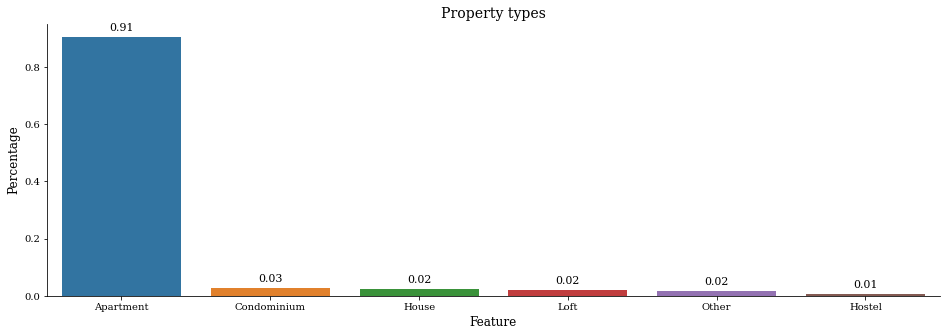 Property types
0.91
0.8
0.6
0.4
0.2
0.0
Percentage
0.03
0.02
0.02
0.02
0.01
Apartment Condominium House Loft Other Hostel
Feature